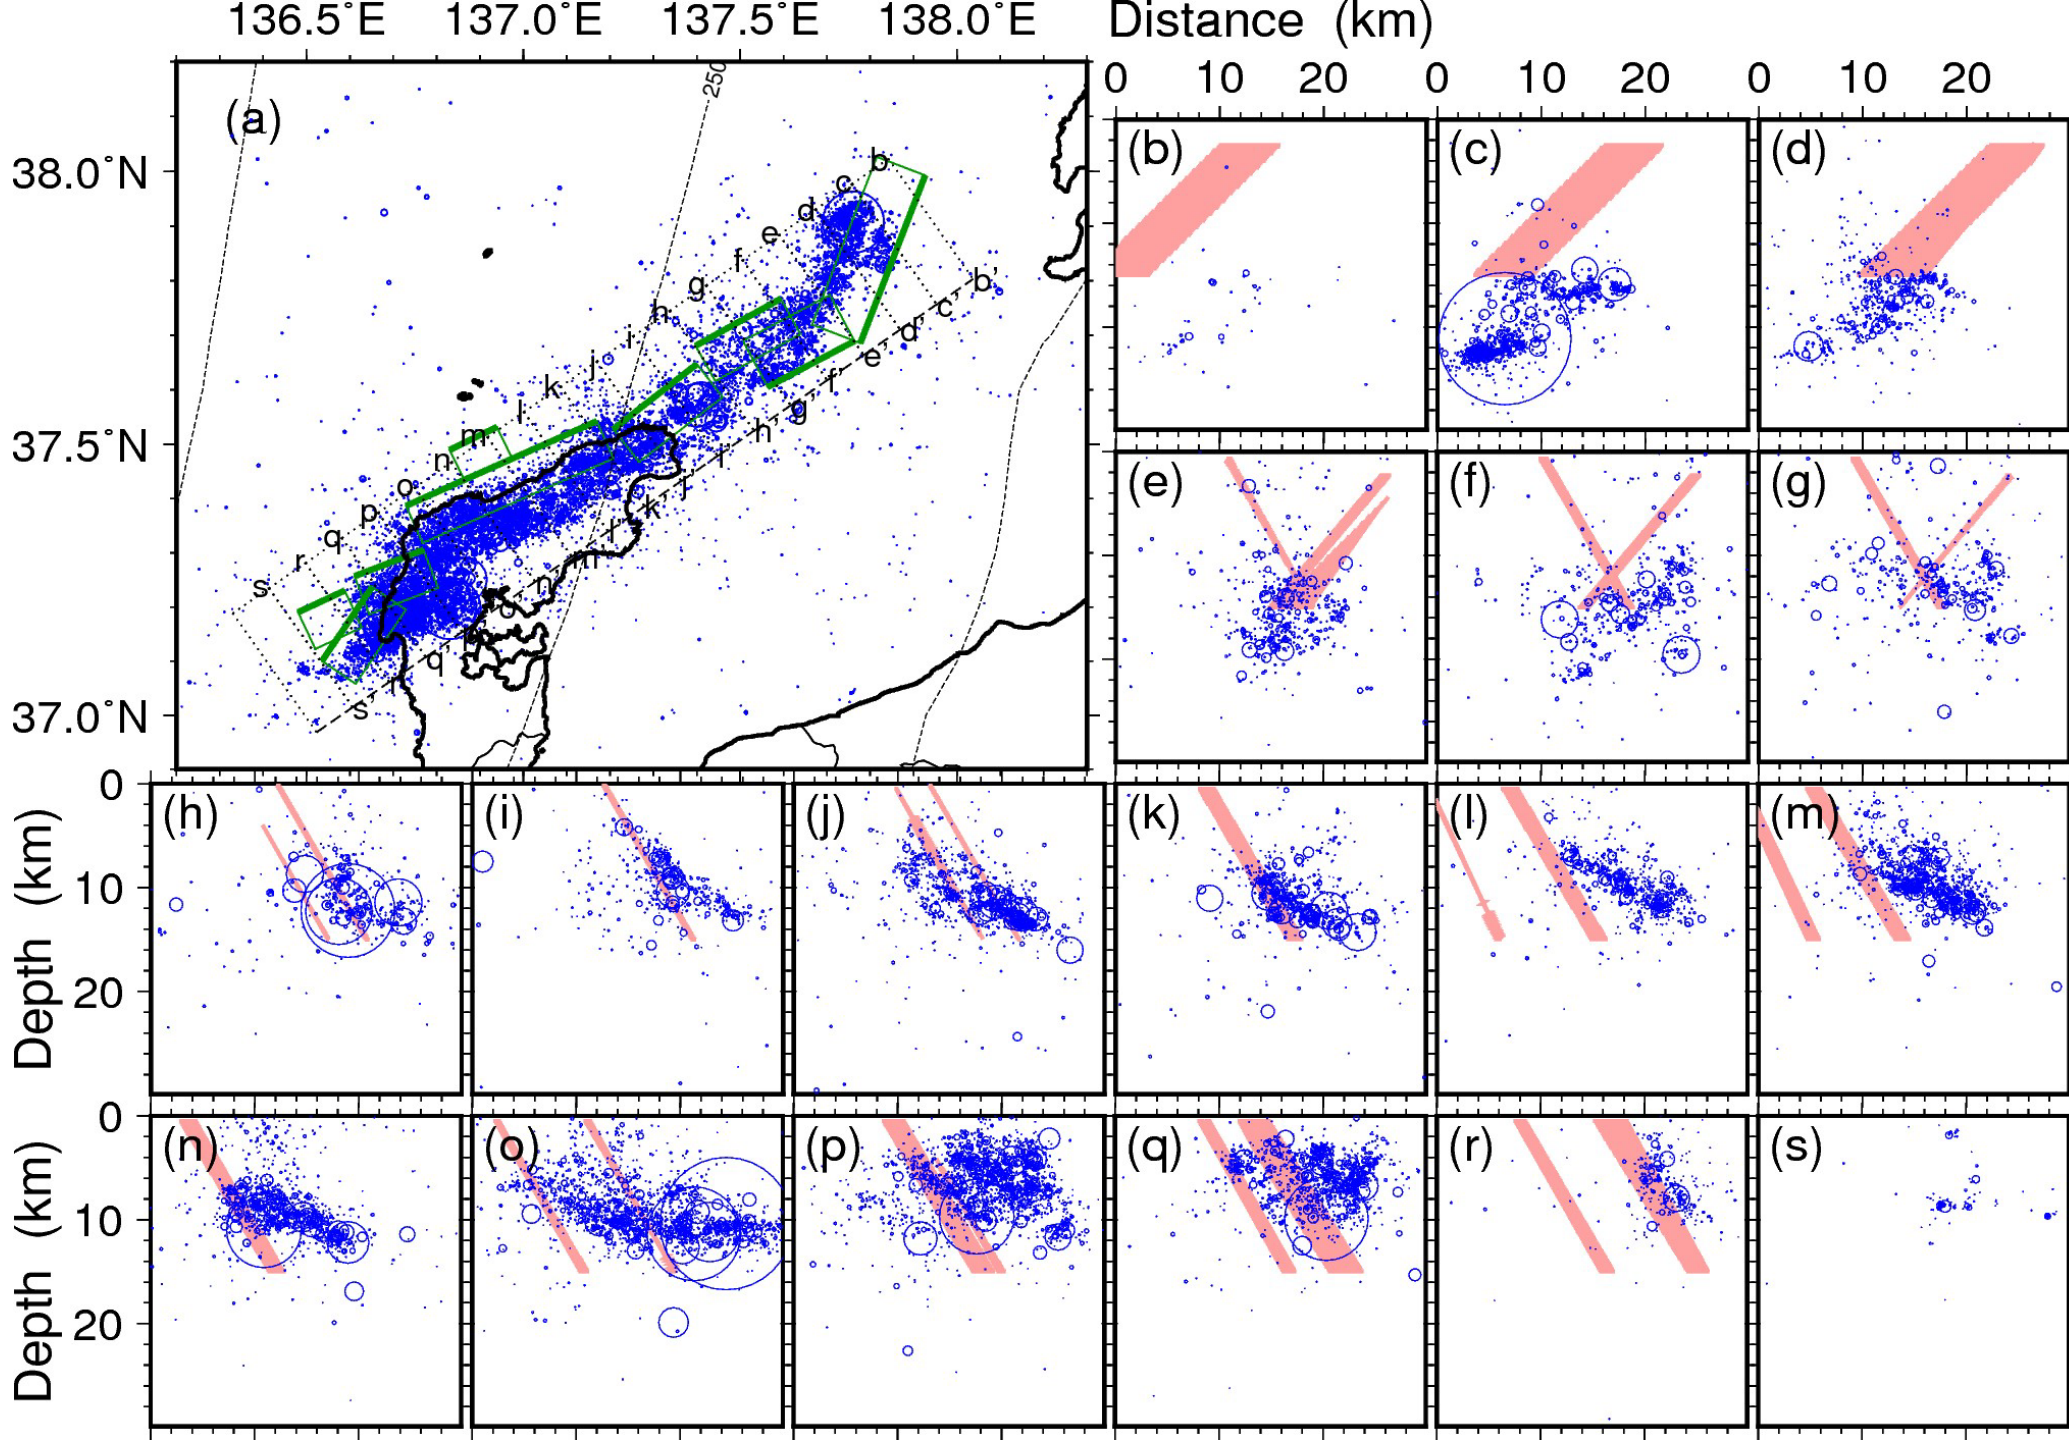 136.5°E 137.0°E 137.5°E 138.0°E Distance (km)
0 10 20 0 10 20 0 10 20
250
(a) (b) (c) (d)
38.0°N
b
c
d
e
f
g
h
i
j
k
l
m
n
o
p
q
r
s
b'
c'
d'
e'
f'
g'
h'
i'
j'
k'
l'
m'
n'
o'
q'
r'
s'
37.5°N
37.0°N
(e) (f) (g)
0
10
20
Depth (km)
(h) (i) (j) (k) (l) (m)
0
10
20
Depth (km)
(n) (o) (p) (q) (r) (s)